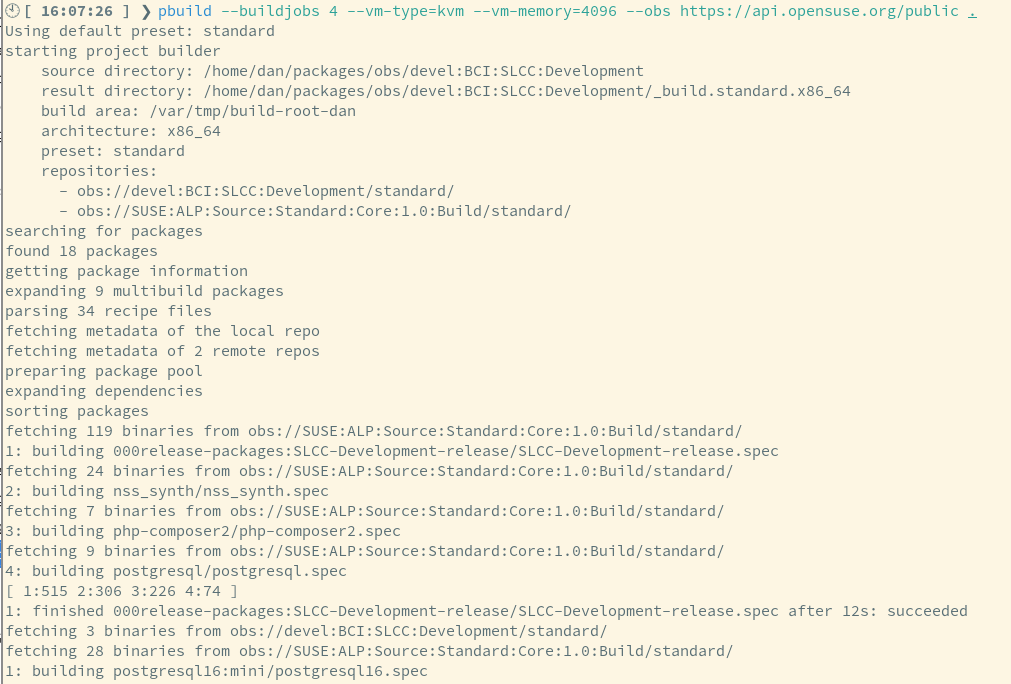 🕙[ 16:07:26 ] ❯ pbuild --buildjobs 4 --vm-type=kvm --vm-memory=4096 --obs https://api.opensuse.org/public .
Using default preset: standard
starting project builder
    source directory: /home/dan/packages/obs/devel:BCI:SLCC:Development
    result directory: /home/dan/packages/obs/devel:BCI:SLCC:Development/_build.standard.x86_64
    build area: /var/tmp/build-root-dan
    architecture: x86_64
    preset: standard
    repositories:
      - obs://devel:BCI:SLCC:Development/standard/
      - obs://SUSE:ALP:Source:Standard:Core:1.0:Build/standard/
searching for packages
found 18 packages
getting package information
expanding 9 multibuild packages
parsing 34 recipe files
fetching metadata of the local repo
fetching metadata of 2 remote repos
preparing package pool
expanding dependencies
sorting packages
fetching 119 binaries from obs://SUSE:ALP:Source:Standard:Core:1.0:Build/standard/
1: building 000release-packages:SLCC-Development-release/SLCC-Development-release.spec
fetching 24 binaries from obs://SUSE:ALP:Source:Standard:Core:1.0:Build/standard/
2: building nss_synth/nss_synth.spec
fetching 7 binaries from obs://SUSE:ALP:Source:Standard:Core:1.0:Build/standard/
3: building php-composer2/php-composer2.spec
fetching 9 binaries from obs://SUSE:ALP:Source:Standard:Core:1.0:Build/standard/
4: building postgresql/postgresql.spec
[ 1:515 2:306 3:226 4:74 ]
1: finished 000release-packages:SLCC-Development-release/SLCC-Development-release.spec after 12s: succeeded
fetching 3 binaries from obs://devel:BCI:SLCC:Development/standard/
fetching 28 binaries from obs://SUSE:ALP:Source:Standard:Core:1.0:Build/standard/
1: building postgresql16:mini/postgresql16.spec